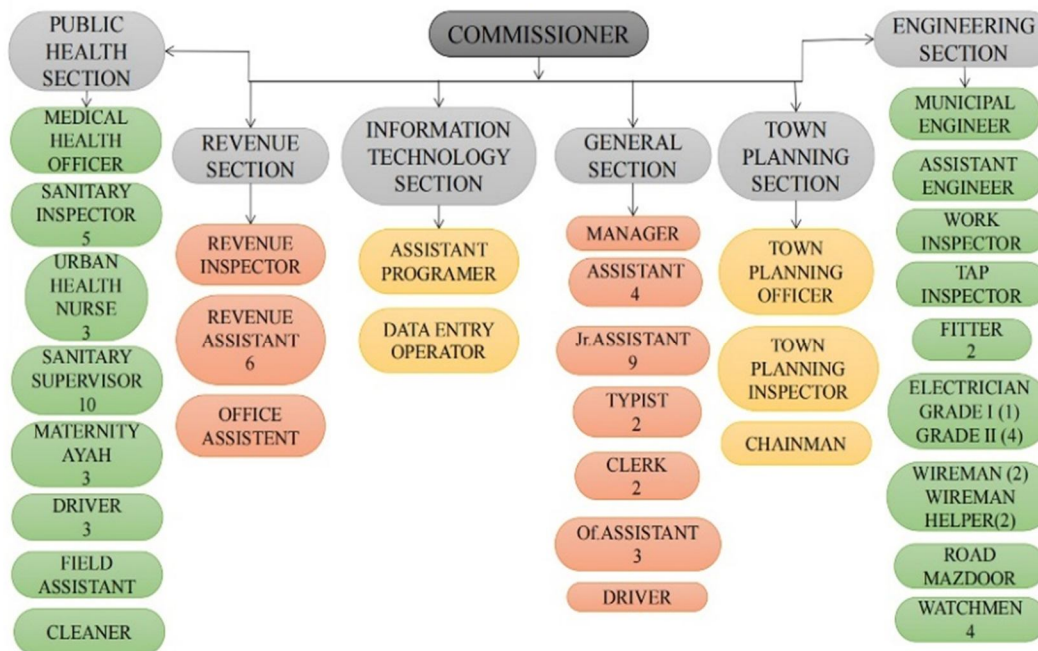 COMMISSIONER
PUBLIC
HEALTH
SECTION
MEDICAL
HEALTH
OFFICER
SANITARY
INSPECTOR
5
URBAN
HEALTH
NURSE
3
SANITARY
SUPERVISOR
10
MATERNITY
AYAH
3
DRIVER
3
FIELD
ASSISTANT
CLEANER
REVENUE
SECTION
REVENUE
INSPECTOR
REVENUE
ASSISTANT
6
OFFICE
ASSISTENT
INFORMATION
TECHNOLOGY
SECTION
ASSISTANT
PROGRAMER
DATA ENTRY
OPERATOR
GENERAL
SECTION
MANAGER
ASSISTANT
4
Jr.ASSISTANT
9
TYPIST
2
CLERK
2
Of.ASSISTANT
3
DRIVER
TOWN
PLANNING
SECTION
TOWN
PLANNING
OFFICER
TOWN
PLANNING
INSPECTOR
CHAINMAN
ENGINEERING
SECTION
MUNICIPAL
ENGINEER
ASSISTANT
ENGINEER
WORK
INSPECTOR
TAP
INSPECTOR
FITTER
2
ELECTRICIAN
GRADE I (1)
GRADE II (4)
WIREMAN (2)
WIREMAN
HELPER(2)
ROAD
MAZDOOR
WATCHMEN
4